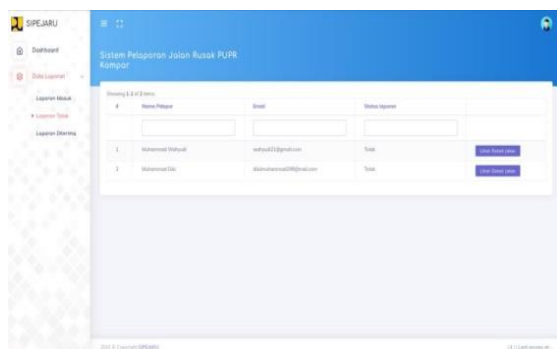 SIPEJARU
Dashboard
Data Laporan
Laporan Masuk
Laporan Tolak
Laporan Diterima
Sistem Pelaporan Jalan Rusak PUPR
Kampar
Showing 1-2 of 2 items.
# Nama Pelapor Email Status laporan
1 Muhammad Wahyudi Tolak Lihat Detail Jalan
2 Tolak Lihat Detail Jalan
Copyright SIPEJARU